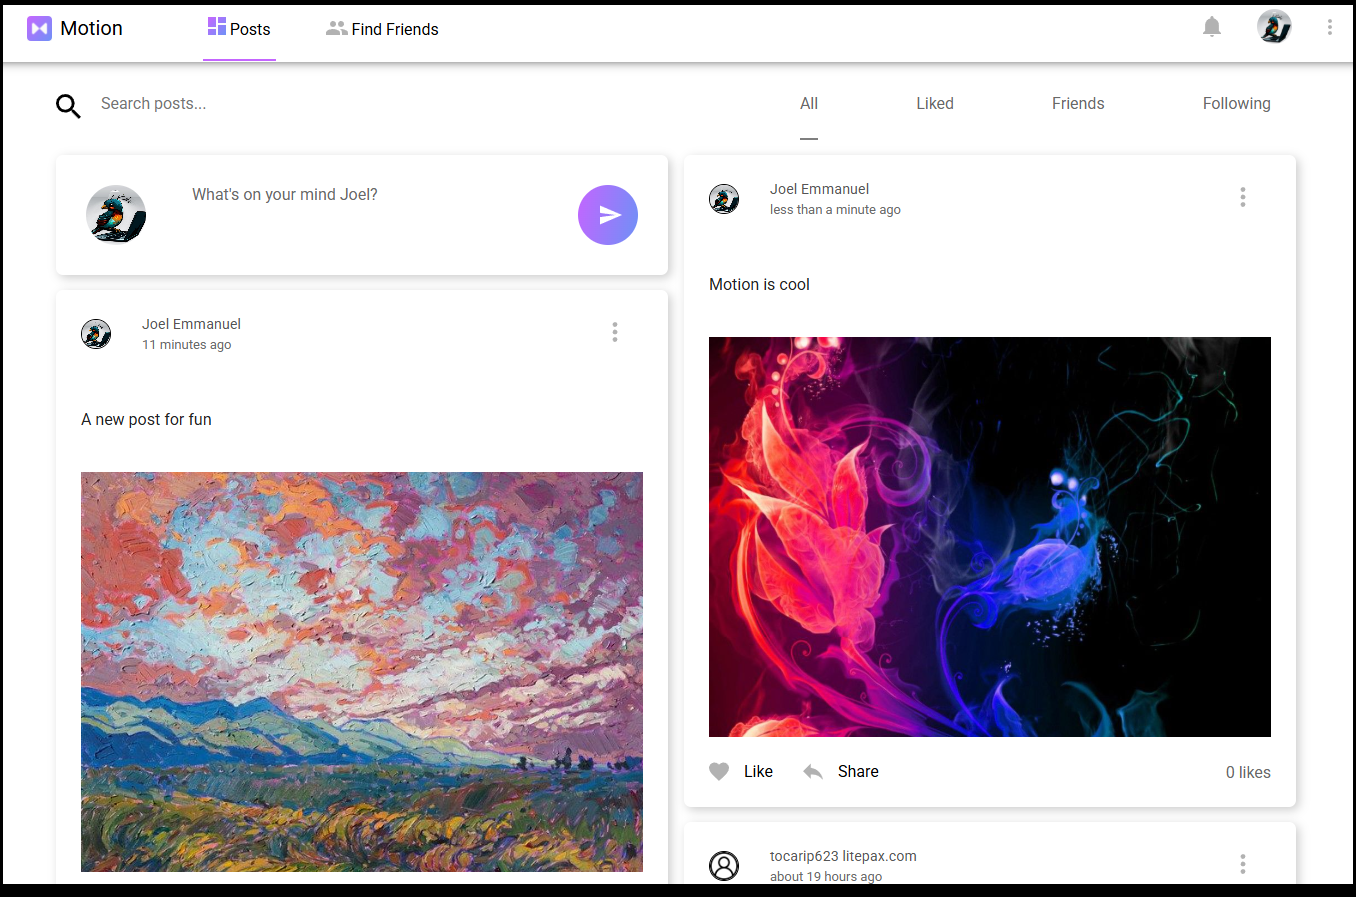 Motion
Posts
Find Friends
Search posts...
All
Liked
Friends
Following
What's on your mind Joel?
Joel Emmanuel
11 minutes ago
A new post for fun
Joel Emmanuel
less than a minute ago
Motion is cool
Like
Share
0 likes
tocarip623 litepax.com
about 19 hours ago